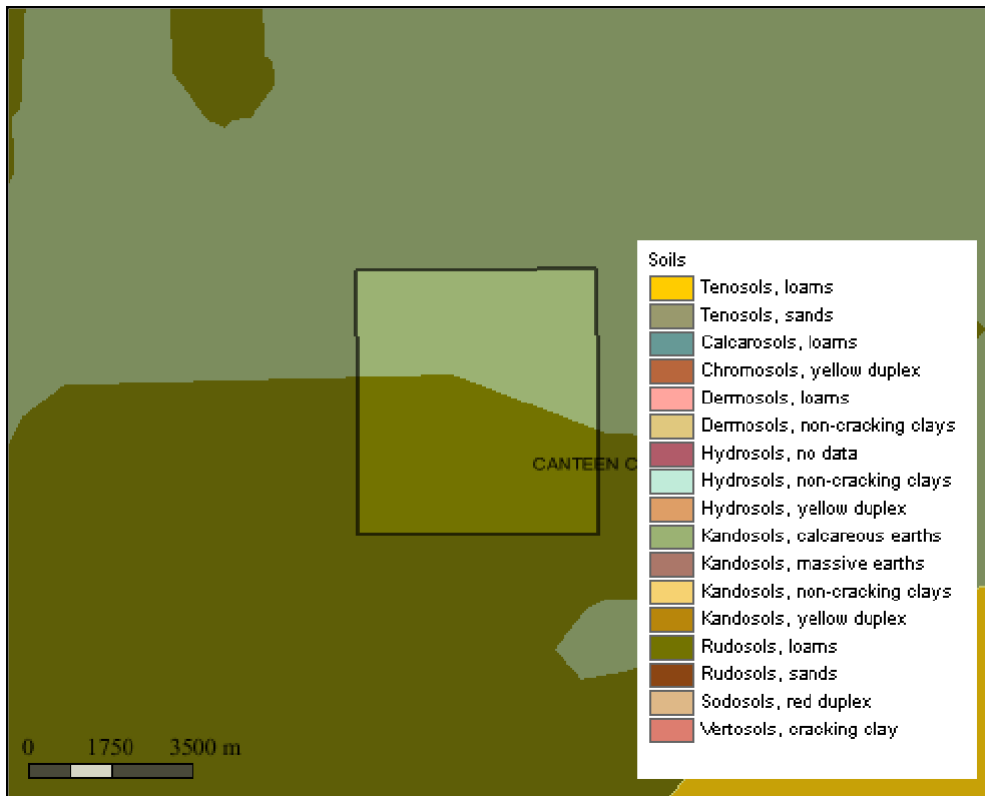 Soils
Tenosols, loams
Tenosols, sands
Calcarosols, loams
Chromosols, yellow duplex
Dermosols, loams
Dermosols, non-cracking clays
Hydrosols, no data
Hydrosols, non-cracking clays
Hydrosols, yellow duplex
Kandosols, calcareous earths
Kandosols, massive earths
Kandosols, non-cracking clays
Kandosols, yellow duplex
Rudosols, loams
Rudosols, sands
Sodosols, red duplex
Vertosols, cracking clay
CANTEEN C
0 1750 3500 m